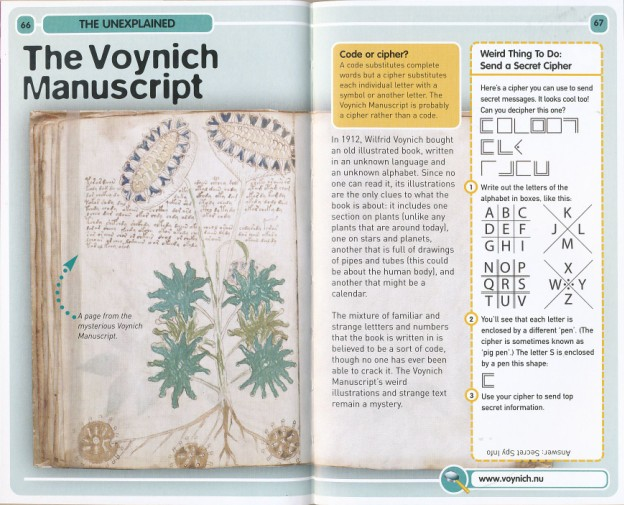 66
THE UNEXPLAINED
The Voynich
Manuscript
A page from the
mysterious Voynich
Manuscript.
Code or cipher?
A code substitutes complete
words but a cipher substitutes
each individual letter with a
symbol or another letter. The
Voynich Manuscript is probably
a cipher rather than a code.
In 1912, Wilfrid Voynich bought
an old illustrated book, written
in an unknown language and
an unknown alphabet. Since no
one can read it, its illustrations
are the only clues to what the
book is about: it includes one
section on plants (unlike any
plants that are around today),
one on stars and planets,
another that is full of drawings
of pipes and tubes (this could
be about the human body), and
another that might be a
calendar.
The mixture of familiar and
strange lettters and numbers
that the book is written in is
believed to be a sort of code,
though no one has ever been
able to crack it. The Voynich
Manuscript's weird
illustrations and strange text
remain a mystery.
67
Weird Thing To Do:
Send a Secret Cipher
Here's a cipher you can use to send
secret messages. It looks cool too!
Can you decipher this one?
1 Write out the letters of the
alphabet in boxes, like this:
A B C
D E F
G H I
K
J L
M
N O P
Q R S
T U V
X
W Y
Z
2 You'll see that each letter is
enclosed by a different 'pen'. (The
cipher is sometimes known as
'pig pen'.) The letter S is enclosed
by a pen this shape:
3 Use your cipher to send top
secret information.
Answer: Secret Spy Info
www.voynich.nu